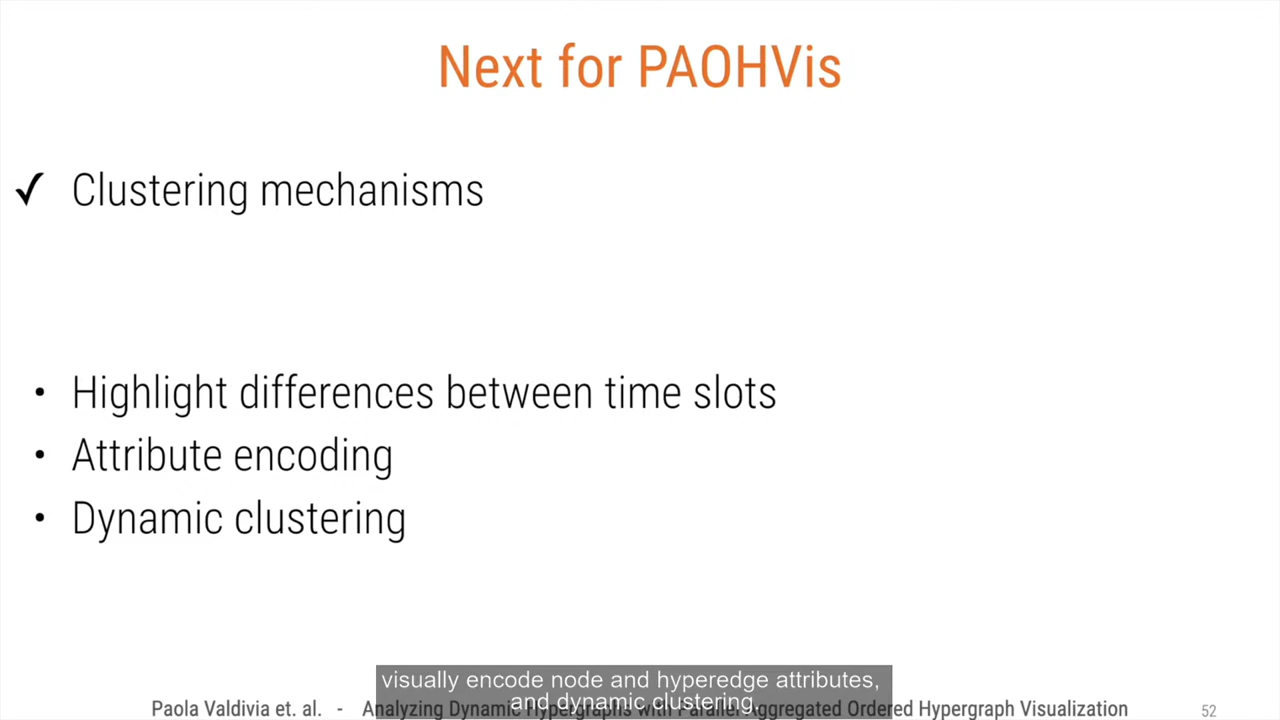 Next for PAOHVis
✓ Clustering mechanisms
• Highlight differences between time slots
• Attribute encoding
• Dynamic clustering
visually encode node and hyperedge attributes,
and dynamic clustering.
Paola Valdivia et. al. - Analyzing Dynamic Hypergraphs with Parallel Aggregated Ordered Hypergraph Visualization 52